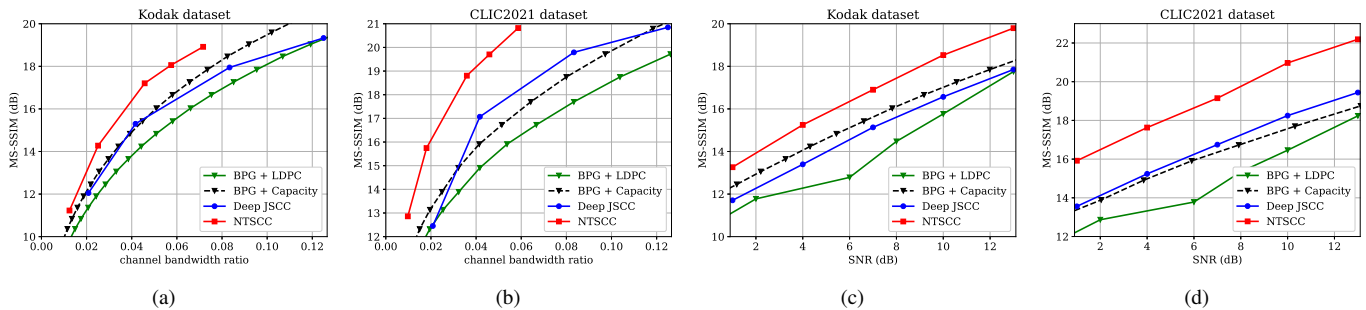 Kodak dataset
20
18
16
14
12
10
MS-SSIM (dB)
0.00 0.02 0.04 0.06 0.08 0.10 0.12
channel bandwidth ratio
BPG + LDPC
BPG + Capacity
Deep JSCC
NTSCC
(a)
CLIC2021 dataset
21
20
19
18
17
16
15
14
13
12
MS-SSIM (dB)
0.00 0.02 0.04 0.06 0.08 0.10 0.12
channel bandwidth ratio
BPG + LDPC
BPG + Capacity
Deep JSCC
NTSCC
(b)
Kodak dataset
20
18
16
14
12
10
MS-SSIM (dB)
2 4 6 8 10 12
SNR (dB)
BPG + LDPC
BPG + Capacity
Deep JSCC
NTSCC
(c)
CLIC2021 dataset
22
20
18
16
14
12
MS-SSIM (dB)
2 4 6 8 10 12
SNR (dB)
BPG + LDPC
BPG + Capacity
Deep JSCC
NTSCC
(d)